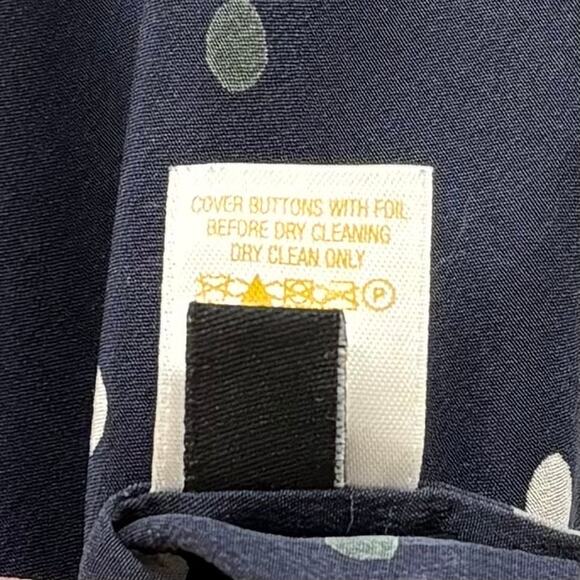 COVER BUTTONS WITH FOIL
BEFORE DRY CLEANING
DRY CLEAN ONLY
P